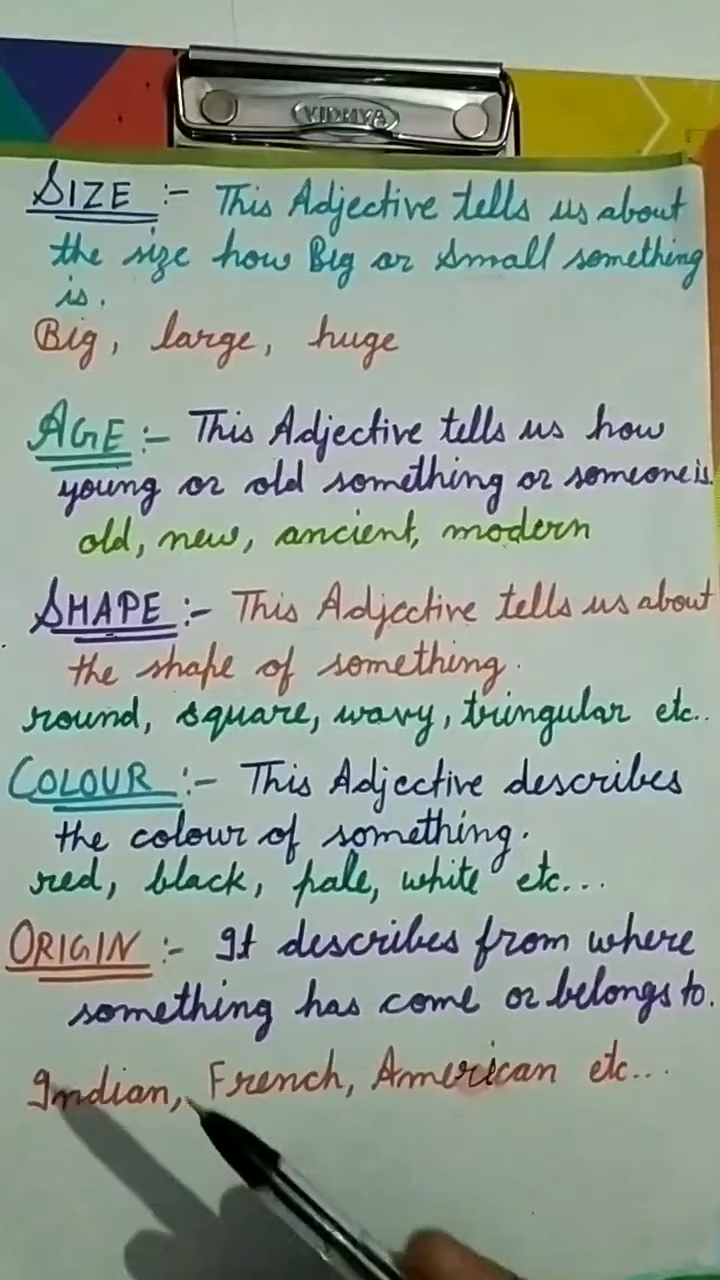 VIDHYA
SIZE :- This Adjective tells us about
the size how Big or Small something
is.
Big, large, huge
AGE :- This Adjective tells us how
young or old something or someone is.
old, new, ancient, modern
SHAPE :- This Adjective tells us about
the shape of something.
round, square, wavy, tringular etc..
COLOUR :- This Adjective describes
the colour of something.
red, black, pale, white etc...
ORIGIN :- It describes from where
something has come or belongs to.
Indian, French, American etc...